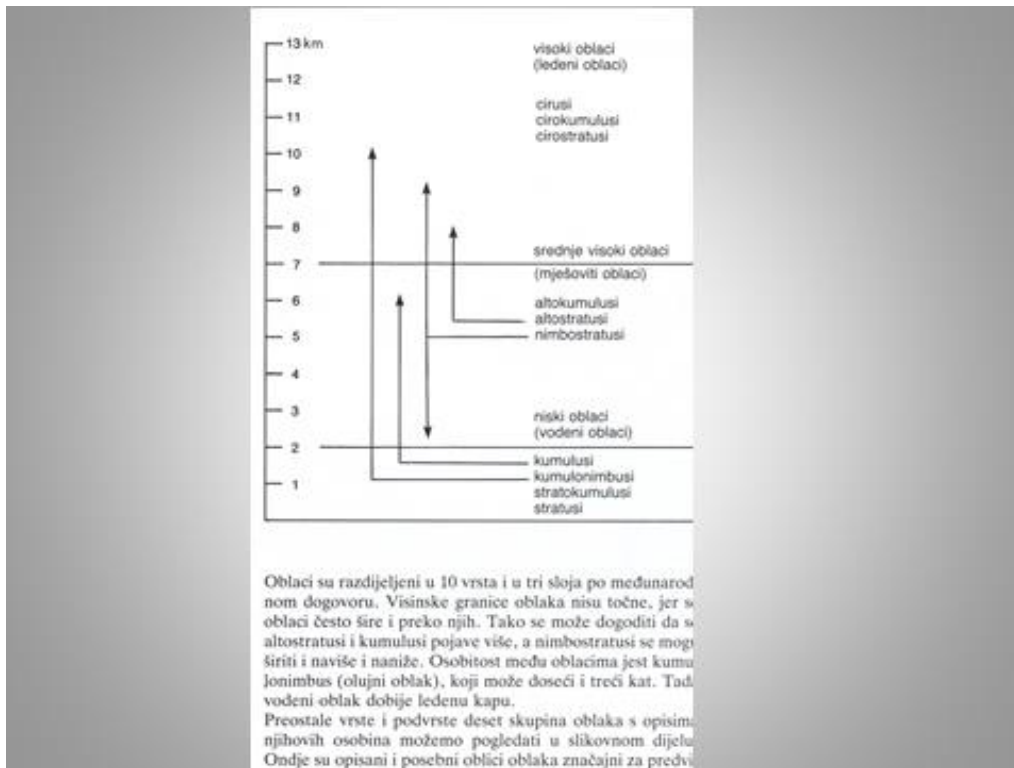 13 km
visoki oblaci
(ledeni oblaci)
12
11
cirusi
cirokumulusi
cirostratusi
10
9
8
srednje visoki oblaci
7
(mješoviti oblaci)
6
altokumulusi
altostratusi
5
nimbostratusi
4
3
niski oblaci
(vodeni oblaci)
2
kumulusi
kumulonimbusi
1
stratokumulusi
stratusi
Oblaci su razdijeljeni u 10 vrsta i u tri sloja po međunarod
nom dogovoru. Visinske granice oblaka nisu točne, jer s
oblaci često šire i preko njih. Tako se može dogoditi da s
altostratusi i kumulusi pojave više, a nimbostratusi se mog
širiti i naviše i naniže. Osobitost među oblacima jest kumu
lonimbus (olujni oblak), koji može doseći i treći kat. Tad
vodeni oblak dobije ledenu kapu.
Preostale vrste i podvrste deset skupina oblaka s opisim
njihovih osobina možemo pogledati u slikovnom dijelu
Ondje su opisani i posebni oblici oblaka značajni za predvi